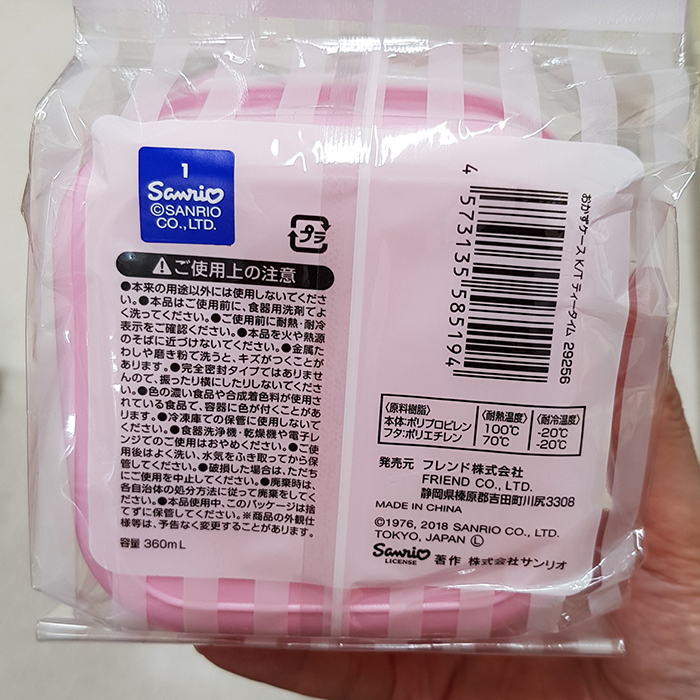 1
Sanrio
©SANRIO
CO.,LTD.
プラ
ご使用上の注意
●本来の用途以外には使用しないでくださ
い。●本品はご使用前に、食器用洗剤でよ
く洗ってください。●ご使用前に耐熱・耐冷
表示をご確認ください。●本品を火や熱源
のそばに近づけないてください。●金属た
わしや磨き粉で洗うと、キズがつくことが
あります。●完全密封タイプではありませ
んので、振ったり横にしたりしないでくださ
い。●色の濃い食品や合成着色料が使用さ
れている食品で、容器に色が付くことがあ
ります。●冷凍庫での保管に使用しないで
ください。●食器洗浄機・乾燥機や電子レ
ンジでのご使用はおやめください。●ご使
用後はよく洗い、水気をふき取ってから保
管してください。●破損した場合は、ただち
にご使用を中止してください。●廃棄時は、
各自治体の処分方法に従って廃棄をしてく
ださい。●本品使用中、このパッケージは捨
てずに保管してください。※商品の外観仕
様等は、予告なく変更することがあります。
容量 360mL
4 573135 585194
おかずケース K/T ティータイム 29256
〈原料樹脂〉 〈耐熱温度〉 〈耐冷温度〉
本体:ポリプロピレン 100℃ -20℃
フタ:ポリエチレン 70℃ -20℃
発売元 フレンド株式会社
FRIEND CO., LTD.
静岡県榛原郡吉田町川尻3308
MADE IN CHINA
©1976, 2018 SANRIO CO., LTD.
TOKYO, JAPAN Ⓛ
Sanrio
LICENSE
著作 株式会社サンリオ